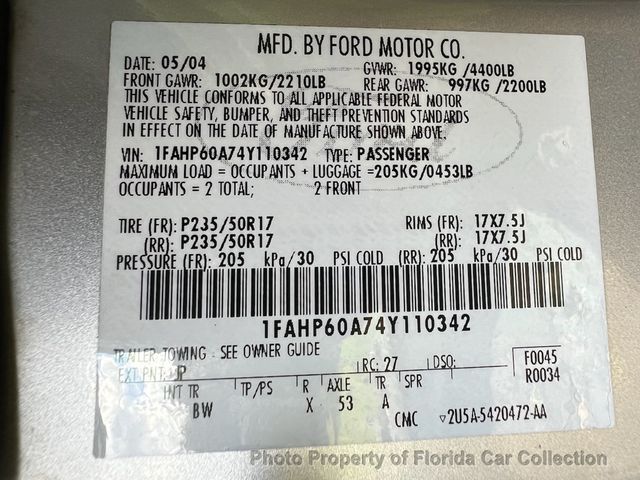 MFD. BY FORD MOTOR CO.
DATE: 05/04 GVWR: 1995KG /4400LB
FRONT GAWR: 1002KG/2210LB REAR GAWR: 997KG /2200LB
THIS VEHICLE CONFORMS TO ALL APPLICABLE FEDERAL MOTOR
VEHICLE SAFETY, BUMPER, AND THEFT PREVENTION STANDARDS
IN EFFECT ON THE DATE OF MANUFACTURE SHOWN ABOVE.
VIN: 1FAHP60A74Y110342 TYPE: PASSENGER
MAXIMUM LOAD = OCCUPANTS + LUGGAGE =205KG/0453LB
OCCUPANTS = 2 TOTAL; 2 FRONT
TIRE (FR): P235/50R17 RIMS (FR): 17X7.5J
(RR): P235/50R17 (RR): 17X7.5J
PRESSURE (FR): 205 kPa/30 PSI COLD (RR): 205 kPa/30 PSI COLD
1FAHP60A74Y110342
TRAILER TOWING - SEE OWNER GUIDE
EXT PNT: RC: 27 DSO: F0045
R0034
INT TR TP/PS R AXLE TR SPR
BW X 53 A
CMC ▽2U5A-5420472-AA
Photo Property of Florida Car Collection